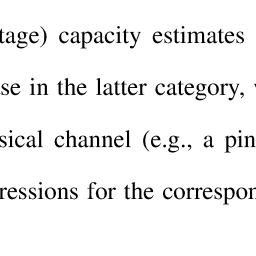 tage) capacity estimates
se in the latter category,
sical channel (e.g., a pin
ressions for the correspon